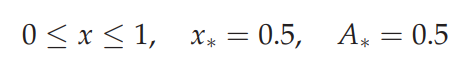 0 ≤ x ≤ 1, x∗ = 0.5, A∗ = 0.5